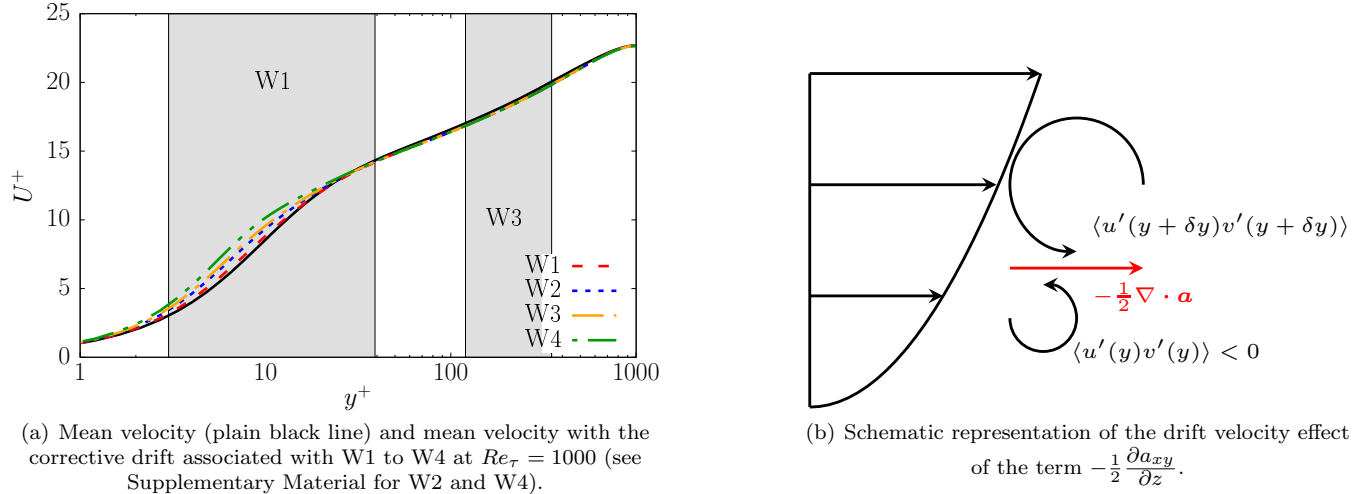 25
20
15
10
5
0
U⁺
W1
W3
W1
W2
W3
W4
1 10 100 1000
y⁺
(a) Mean velocity (plain black line) and mean velocity with the
corrective drift associated with W1 to W4 at Re_τ = 1000 (see
Supplementary Material for W2 and W4).
⟨u′(y + δy)v′(y + δy)⟩
−½∇ · a
⟨u′(y)v′(y)⟩ < 0
(b) Schematic representation of the drift velocity effect
of the term −½ ∂a_xy/∂z.